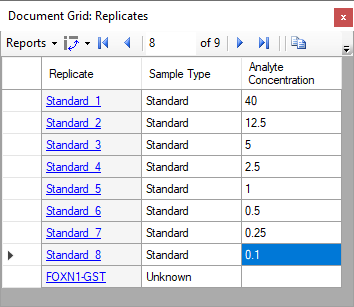 Document Grid: Replicates x
Reports 8 of 9
Replicate Sample Type Analyte Concentration
Standard_1 Standard 40
Standard_2 Standard 12.5
Standard_3 Standard 5
Standard_4 Standard 2.5
Standard_5 Standard 1
Standard_6 Standard 0.5
Standard_7 Standard 0.25
Standard_8 Standard 0.1
FOXN1-GST Unknown